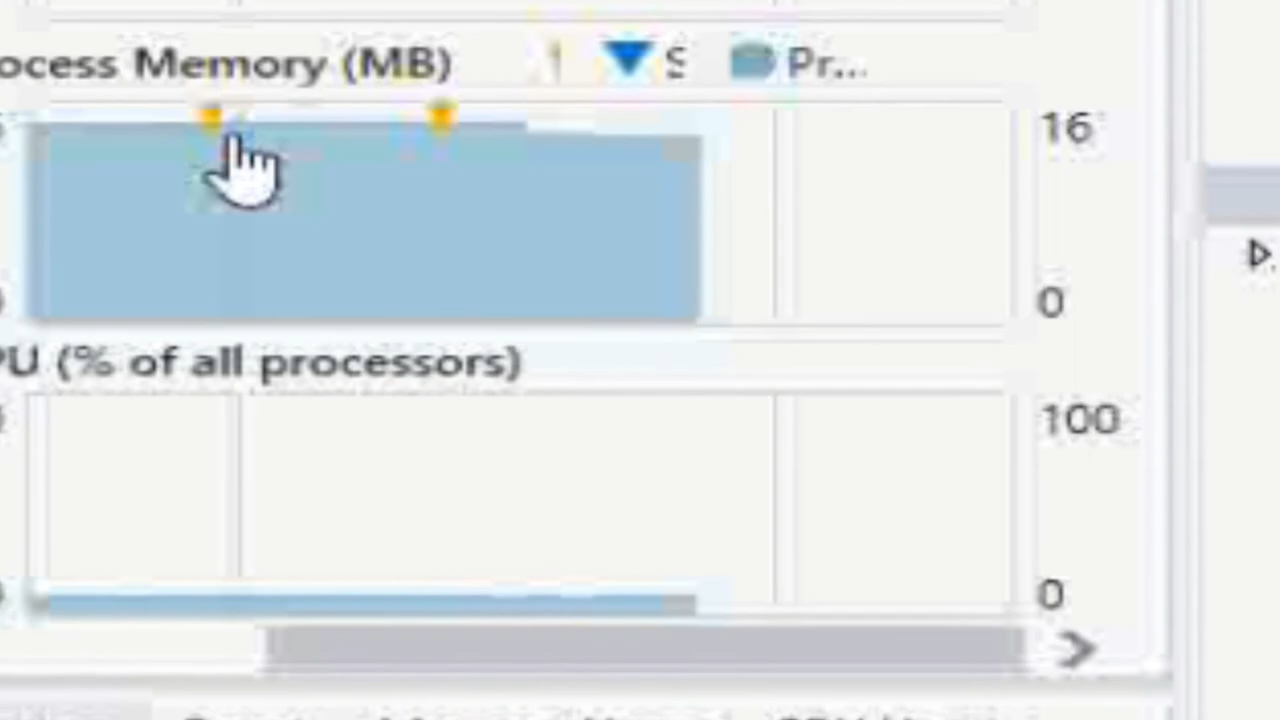 ocess Memory (MB) S Pr...
16
0
PU (% of all processors)
100
0